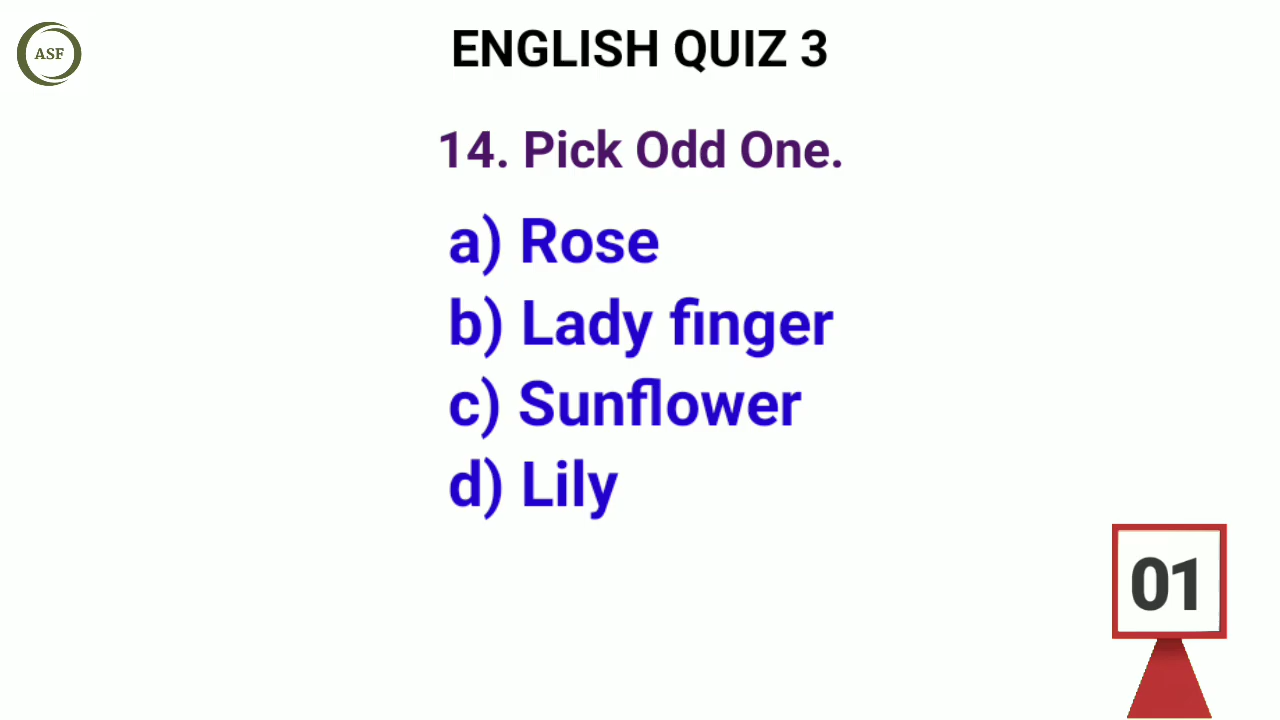 ASF
ENGLISH QUIZ 3
14. Pick Odd One.
a) Rose
b) Lady finger
c) Sunflower
d) Lily
01